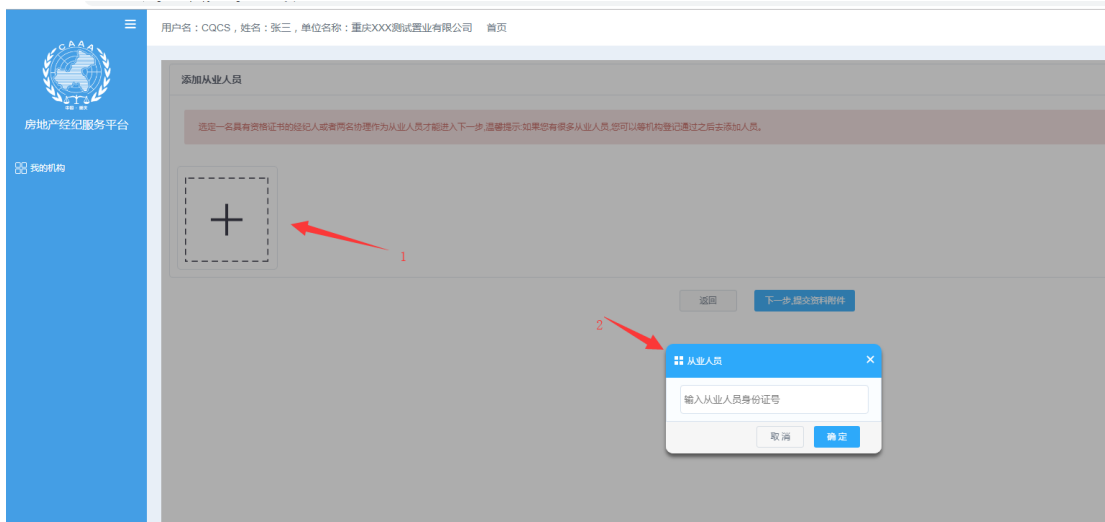 用户名：CQCS，姓名：张三，单位名称：重庆XXX测试置业有限公司 首页
CAAA
中国·重庆
房地产经纪服务平台
我的机构
添加从业人员
选定一名具有资格证书的经纪人或者两名协理作为从业人员才能进入下一步,温馨提示:如果您有很多从业人员,您可以等机构登记通过之后去添加人员。
1
返回
下一步,提交资料附件
2
从业人员
输入从业人员身份证号
取消
确定